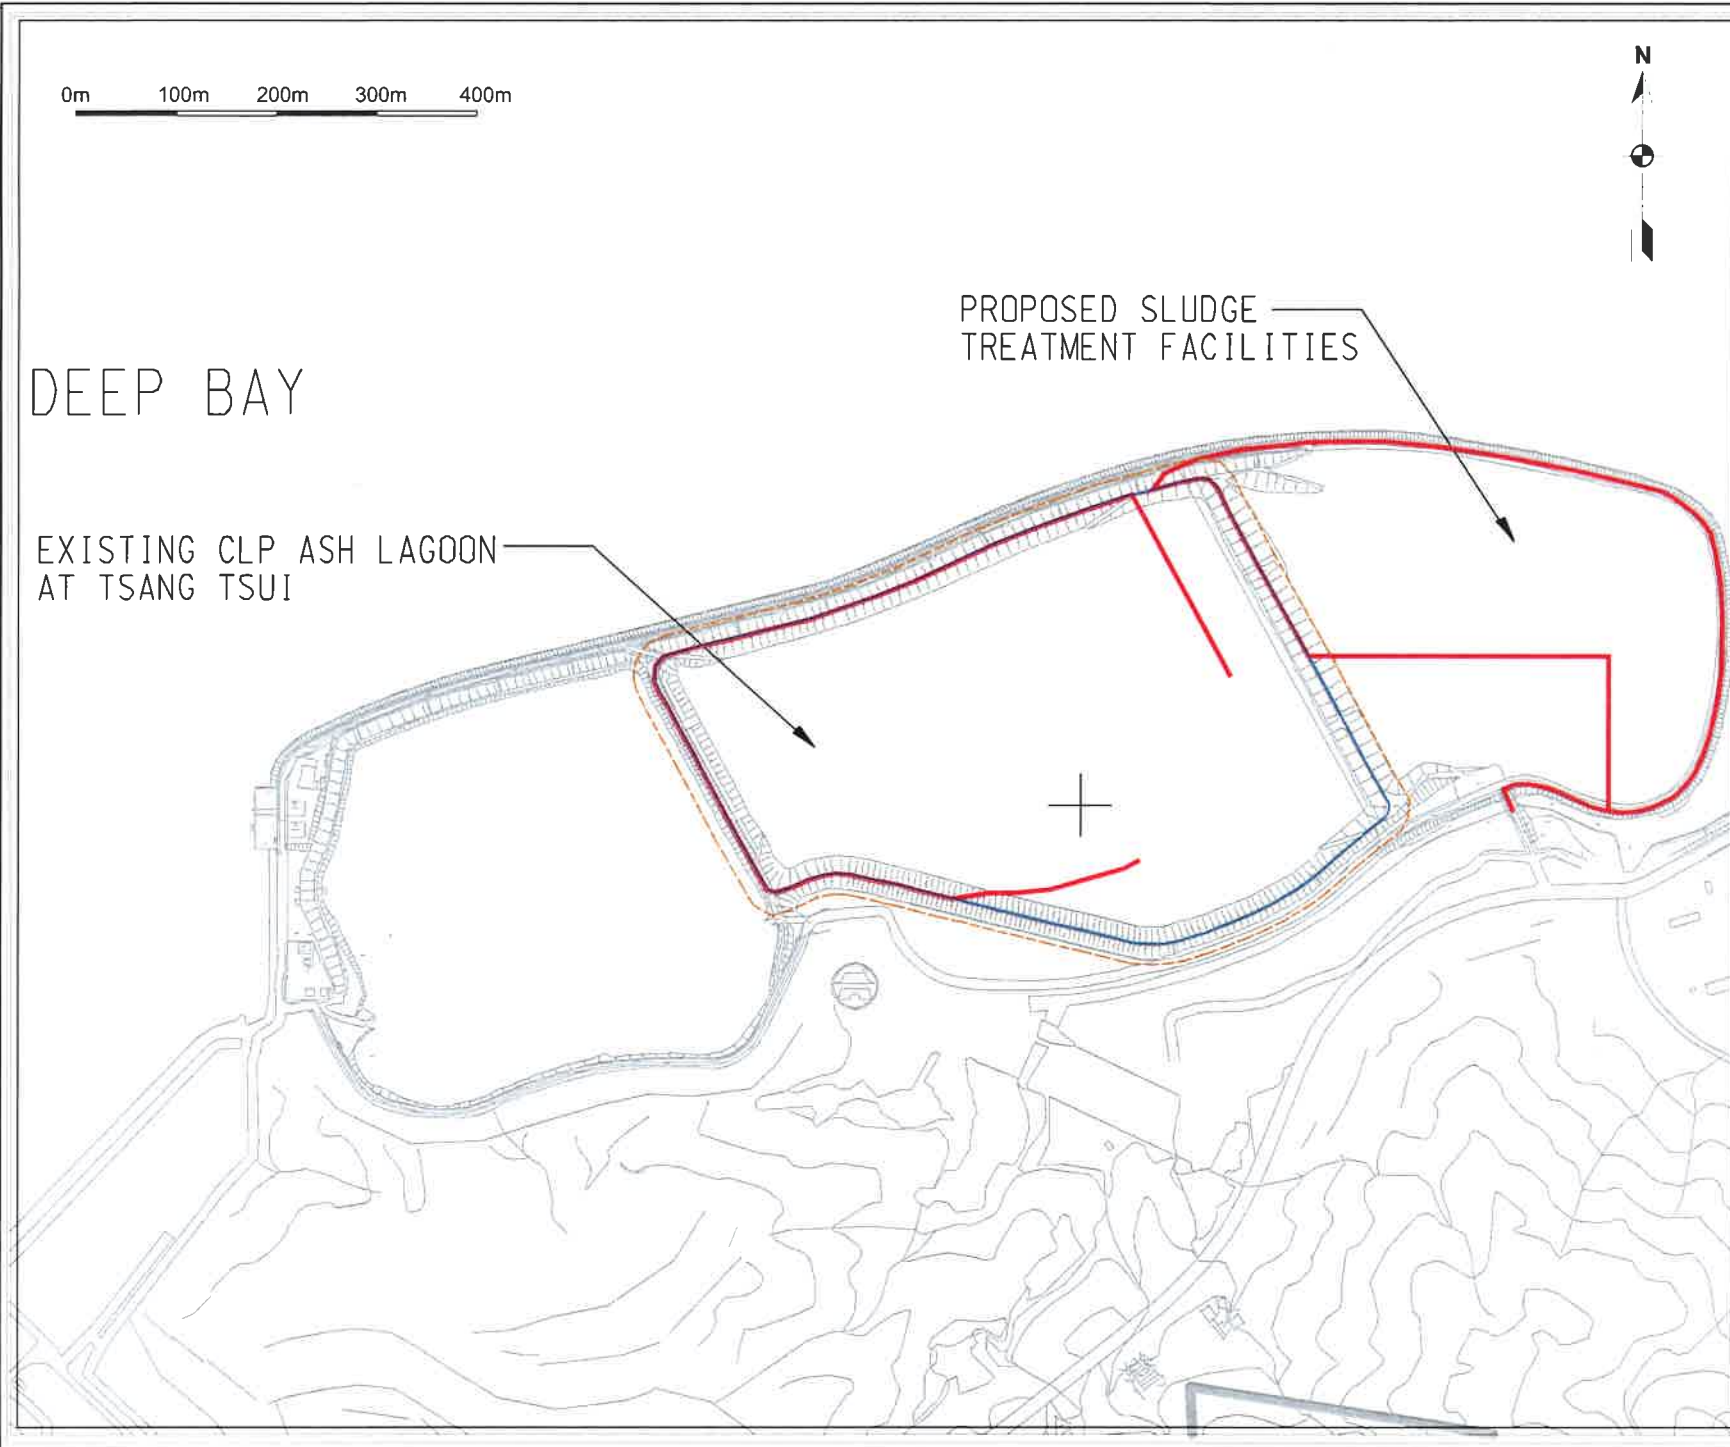 0m 100m 200m 300m 400m
N
PROPOSED SLUDGE
TREATMENT FACILITIES
DEEP BAY
EXISTING CLP ASH LAGOON
AT TSANG TSUI